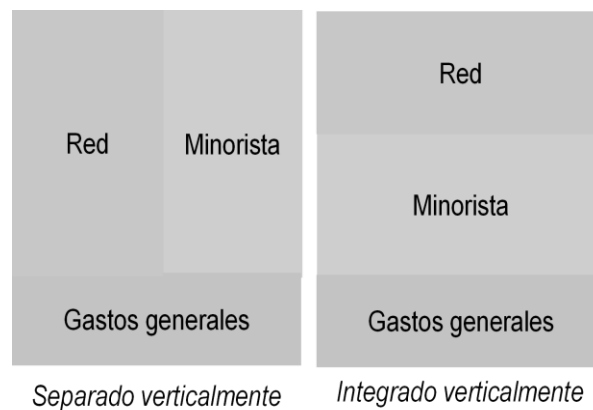 Red
Minorista
Gastos generales
Separado verticalmente
Red
Minorista
Gastos generales
Integrado verticalmente